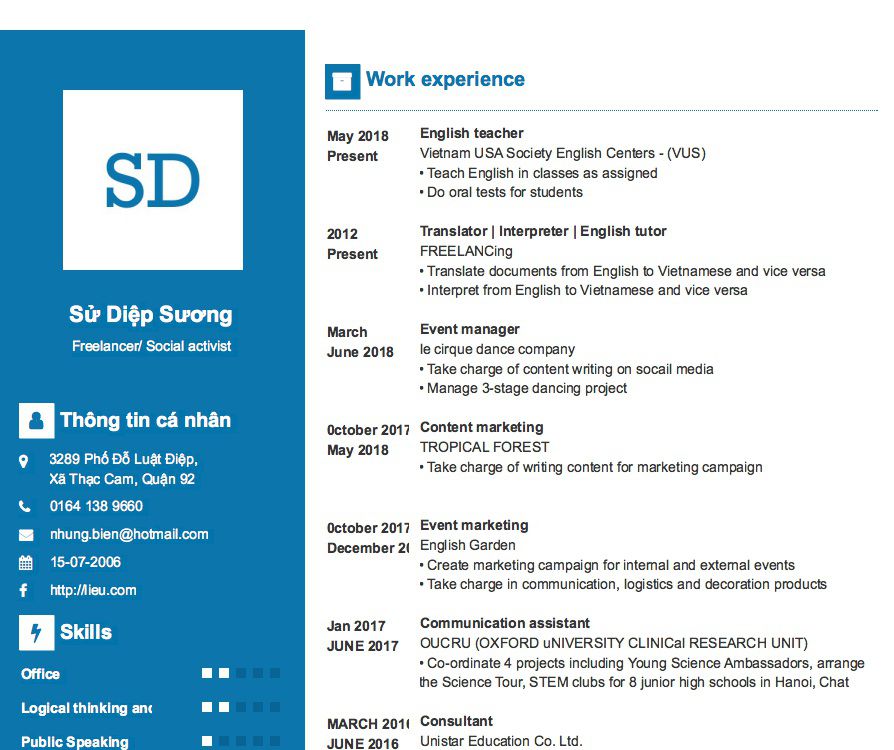 SD
Sử Diệp Sương
Freelancer/ Social activist
Thông tin cá nhân
3289 Phố Đỗ Luật Điệp,
Xã Thạc Cam, Quận 92
0164 138 9660
nhung.bien@hotmail.com
15-07-2006
http://lieu.com
Skills
Office
Logical thinking and
Public Speaking
Work experience
May 2018
Present
English teacher
Vietnam USA Society English Centers - (VUS)
• Teach English in classes as assigned
• Do oral tests for students
2012
Present
Translator | Interpreter | English tutor
FREELANCing
• Translate documents from English to Vietnamese and vice versa
• Interpret from English to Vietnamese and vice versa
March
June 2018
Event manager
le cirque dance company
• Take charge of content writing on socail media
• Manage 3-stage dancing project
0ctober 2017
May 2018
Content marketing
TROPICAL FOREST
• Take charge of writing content for marketing campaign
0ctober 2017
December 20
Event marketing
English Garden
• Create marketing campaign for internal and external events
• Take charge in communication, logistics and decoration products
Jan 2017
JUNE 2017
Communication assistant
OUCRU (OXFORD uNIVERSITY CLINICal RESEARCH UNIT)
• Co-ordinate 4 projects including Young Science Ambassadors, arrange
the Science Tour, STEM clubs for 8 junior high schools in Hanoi, Chat
MARCH 2016
JUNE 2016
Consultant
Unistar Education Co. Ltd.